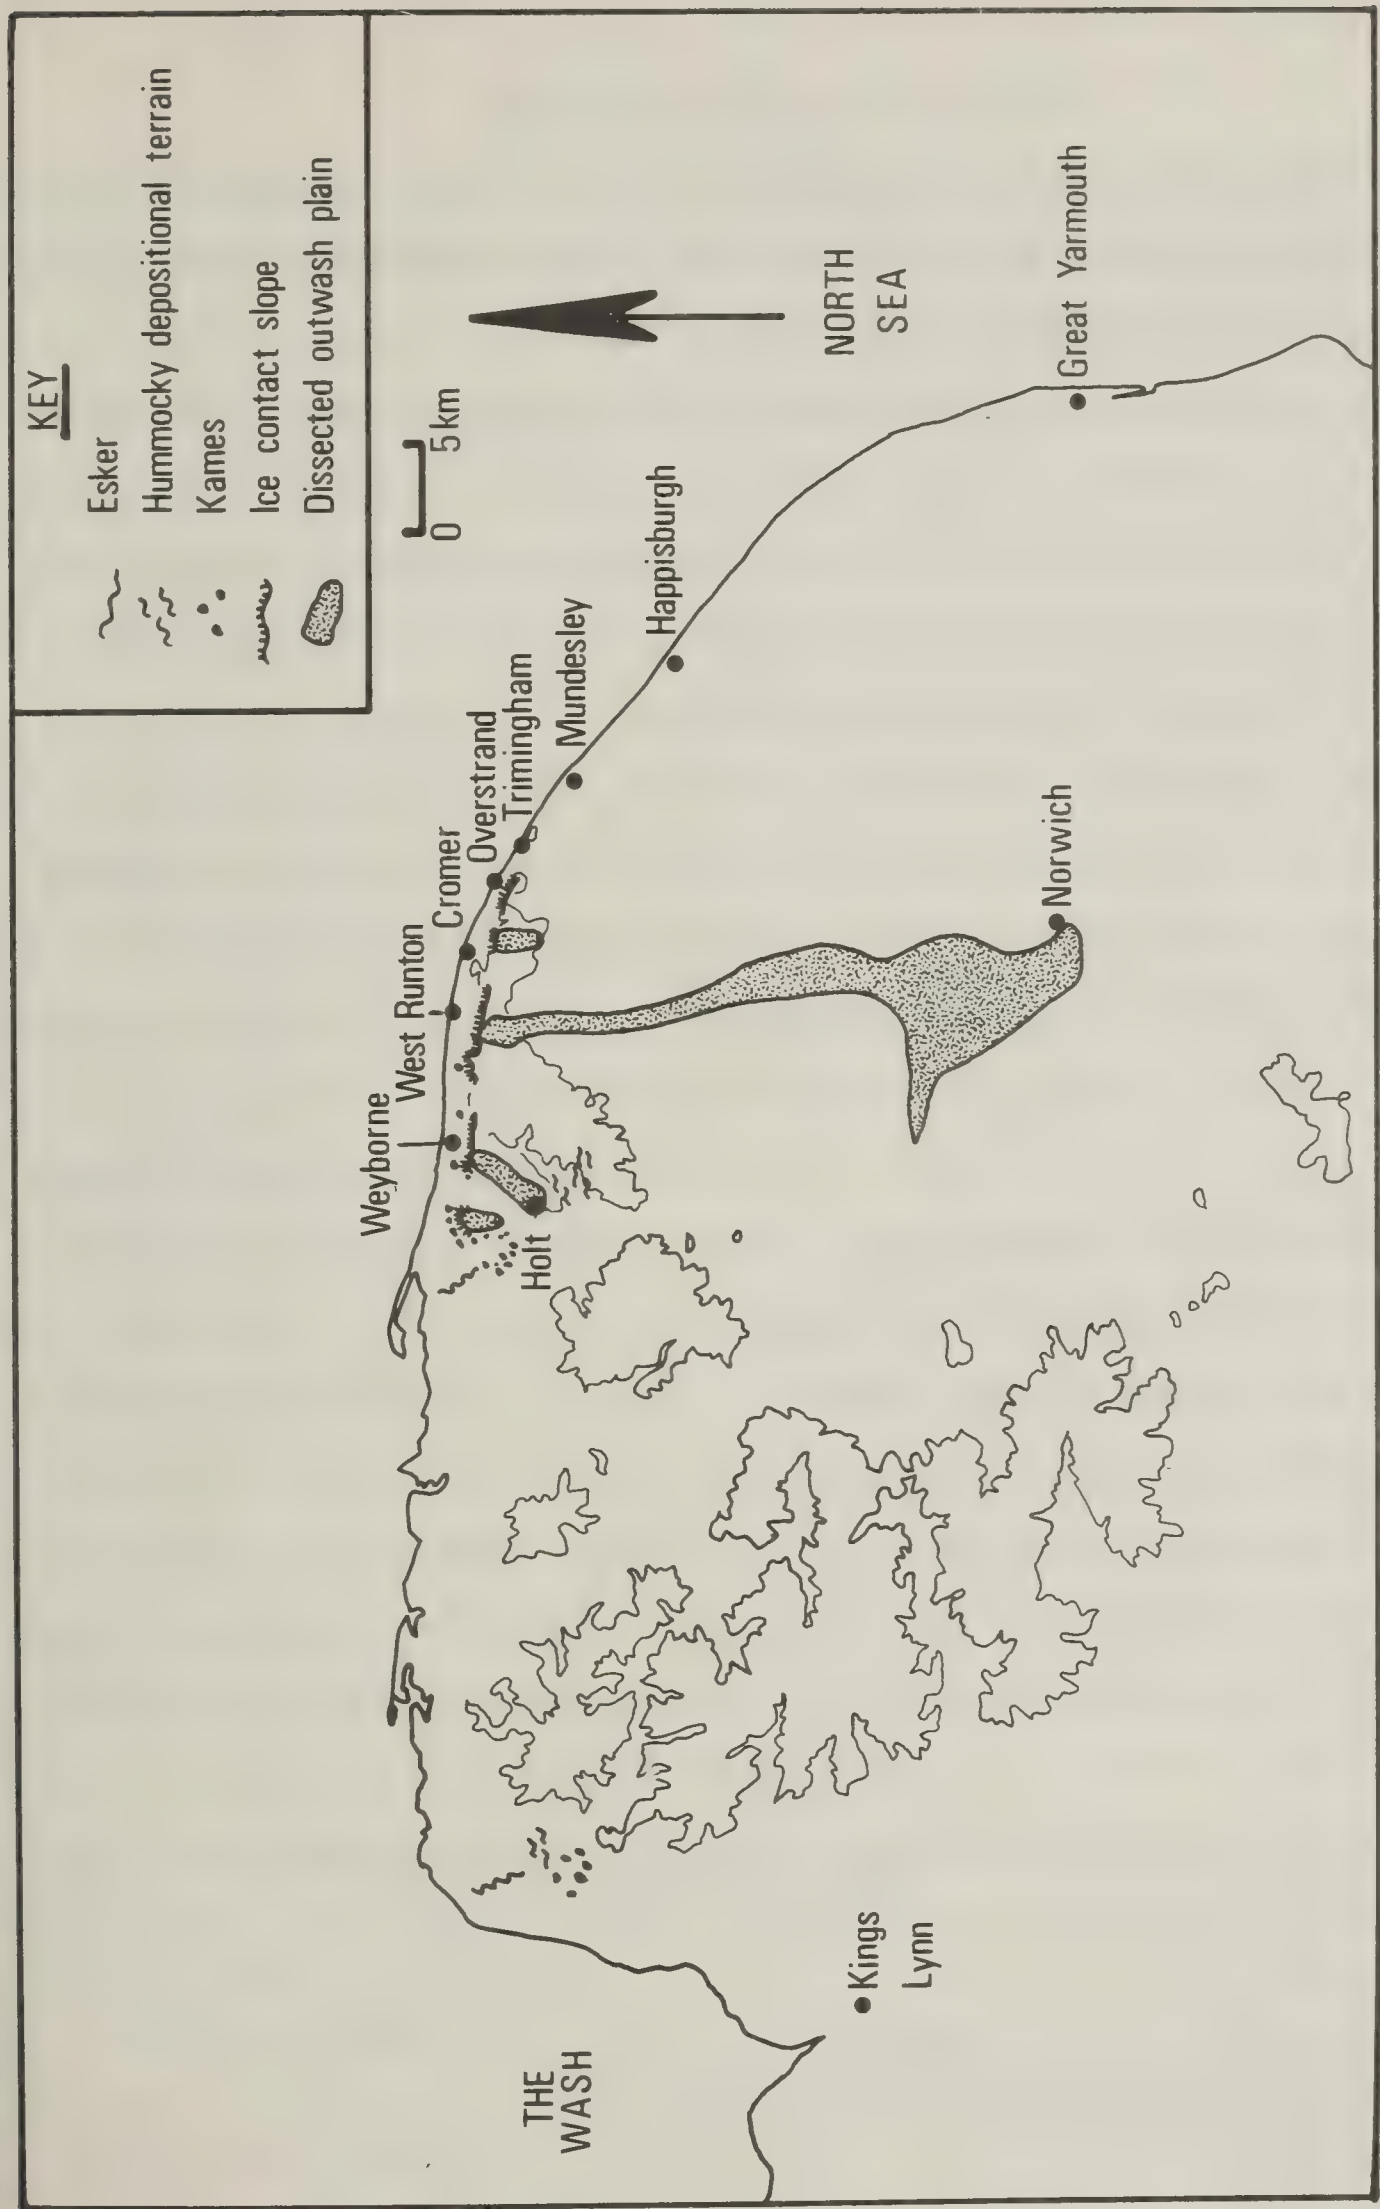 KEY
Esker
Hummocky depositional terrain
Kames
Ice contact slope
Dissected outwash plain
0 5km
Weyborne
West Runton
Cromer
Overstrand
Trimingham
Mundesley
Happisburgh
NORTH
SEA
Great Yarmouth
Norwich
Holt
THE
WASH
Kings
Lynn